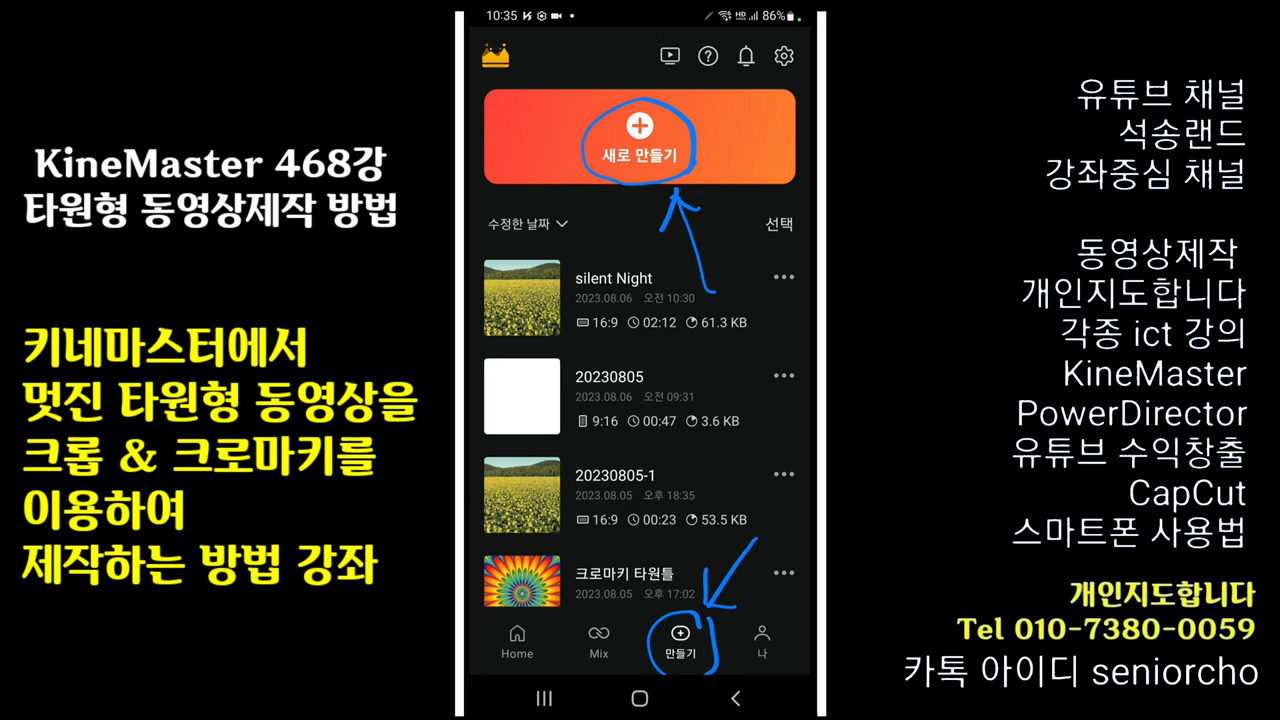 KineMaster 468강
타원형 동영상제작 방법
키네마스터에서
멋진 타원형 동영상을
크롭 & 크로마키를
이용하여
제작하는 방법 강좌
10:35
86%
새로 만들기
수정한 날짜
선택
silent Night
2023.08.06 오전 10:30
16:9 02:12 61.3 KB
20230805
2023.08.06 오전 09:31
9:16 00:47 3.6 KB
20230805-1
2023.08.05 오후 18:35
16:9 00:23 53.5 KB
크로마키 타원틀
2023.08.05 오후 17:02
Home
Mix
만들기
나
유튜브 채널
석송랜드
강좌중심 채널
동영상제작
개인지도합니다
각종 ict 강의
KineMaster
PowerDirector
유튜브 수익창출
CapCut
스마트폰 사용법
개인지도합니다
Tel 010-7380-0059
카톡 아이디 seniorcho